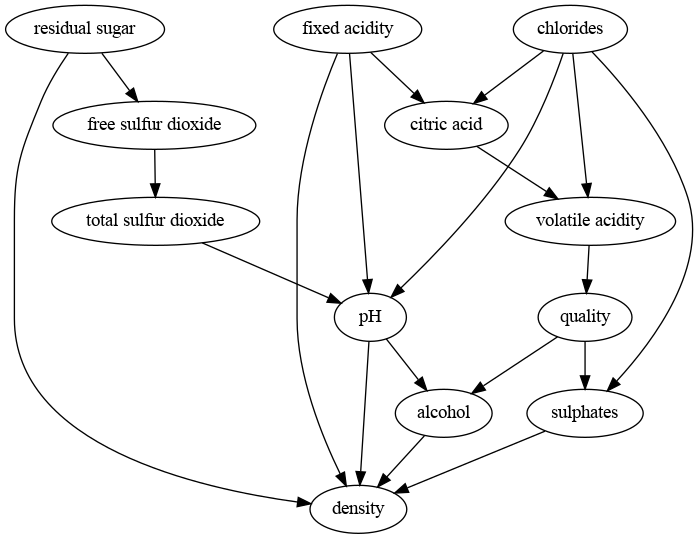 residual sugar
fixed acidity
chlorides
free sulfur dioxide
citric acid
total sulfur dioxide
volatile acidity
pH
quality
alcohol
sulphates
density